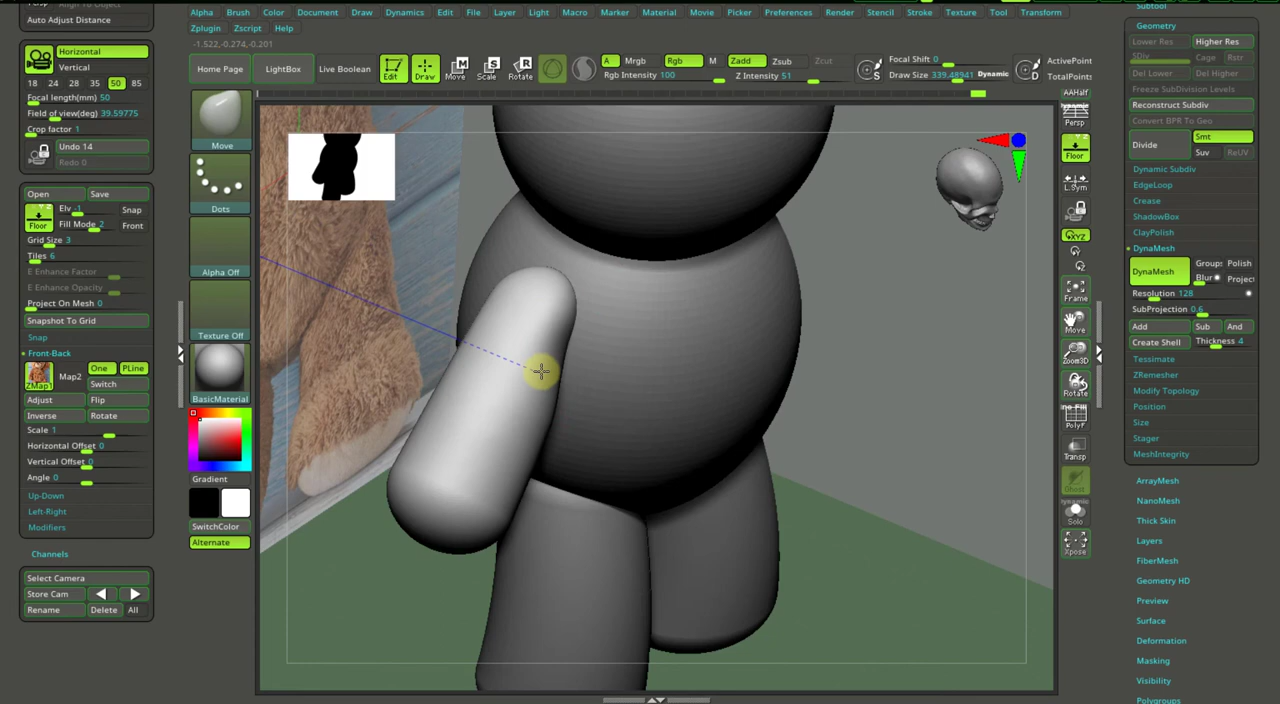 Auto Adjust Distance
Horizontal
Vertical
18 24 28 35 50 85
Focal length(mm) 50
Field of view(deg) 39.59775
Crop factor 1
Undo 14
Redo 0
Open Save
Floor
Elv -1
Snap
Fill Mode 2
Front
Grid Size 3
Tiles 6
E Enhance Factor
E Enhance Opacity
Project On Mesh 0
Snapshot To Grid
Snap
Front-Back
ZMap1
Map2
One PLine
Switch
Adjust Flip
Inverse Rotate
Scale 1
Horizontal Offset 0
Vertical Offset 0
Angle 0
Up-Down
Left-Right
Modifiers
Channels
Select Camera
Store Cam
Rename Delete All
Alpha Brush Color Document Draw Dynamics Edit File Layer Light Macro Marker Material Movie Picker Preferences Render Stencil Stroke Texture Tool Transform
Zplugin Zscript Help
-1.522,-0.274,-0.201
Home Page
LightBox
Live Boolean
Edit
Draw
Move
Scale
Rotate
A Mrgb
Rgb M
Rgb Intensity 100
Zadd Zsub Zcut
Z Intensity 51
S
Focal Shift 0
Draw Size 339.48941
Dynamic
D
ActivePoint
TotalPoints
Move
Dots
Alpha Off
Texture Off
BasicMaterial
Gradient
SwitchColor
Alternate
AAHalf
Dynamic
Persp
Floor
L.Sym
XYZ
Y
Z
Frame
Move
Zoom3D
Rotate
PolyF
Transp
Ghost
Dynamic
Solo
Xpose
Subtool
Geometry
Lower Res Higher Res
SDiv
Cage Rstr
Del Lower Del Higher
Freeze SubDivision Levels
Reconstruct Subdiv
Convert BPR To Geo
Divide
Smt
Suv ReUV
Dynamic Subdiv
EdgeLoop
Crease
ShadowBox
ClayPolish
DynaMesh
DynaMesh
Groups Polish
Blur Project
Resolution 128
SubProjection 0.6
Add Sub And
Create Shell
Thickness 4
Tessimate
ZRemesher
Modify Topology
Position
Size
Stager
MeshIntegrity
ArrayMesh
NanoMesh
Thick Skin
Layers
FiberMesh
Geometry HD
Preview
Surface
Deformation
Masking
Visibility
Polygroups